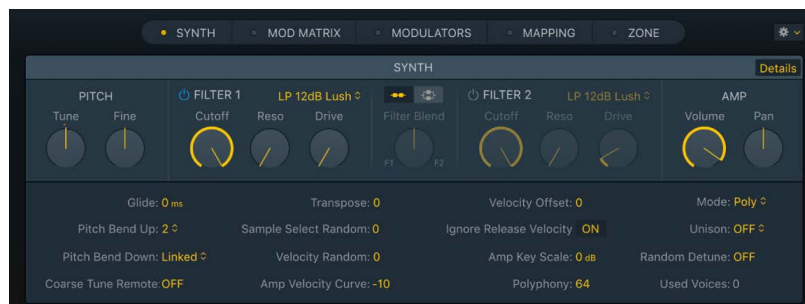 SYNTH MOD MATRIX MODULATORS MAPPING ZONE
SYNTH Details
PITCH FILTER 1 LP 12dB Lush FILTER 2 LP 12dB Lush AMP
Tune Fine Cutoff Reso Drive Filter Blend Cutoff Reso Drive Volume Pan
F1 F2
Glide: 0 ms Transpose: 0 Velocity Offset: 0 Mode: Poly
Pitch Bend Up: 2 Sample Select Random: 0 Ignore Release Velocity ON Unison: OFF
Pitch Bend Down: Linked Velocity Random: 0 Amp Key Scale: 0 dB Random Detune: OFF
Coarse Tune Remote: OFF Amp Velocity Curve: -10 Polyphony: 64 Used Voices: 0